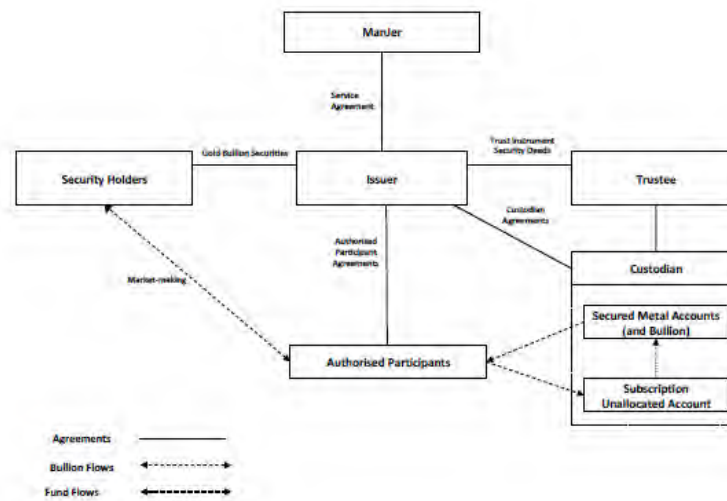 ManJer
Service
Agreement
Gold Bullion Securities
Trust Instrument
Security Deeds
Security Holders
Issuer
Trustee
Custodian
Agreements
Authorised
Participant
Agreements
Custodian
Market-making
Secured Metal Accounts
(and Bullion)
Authorised Participants
Subscription
Unallocated Account
Agreements
Bullion Flows
Fund Flows